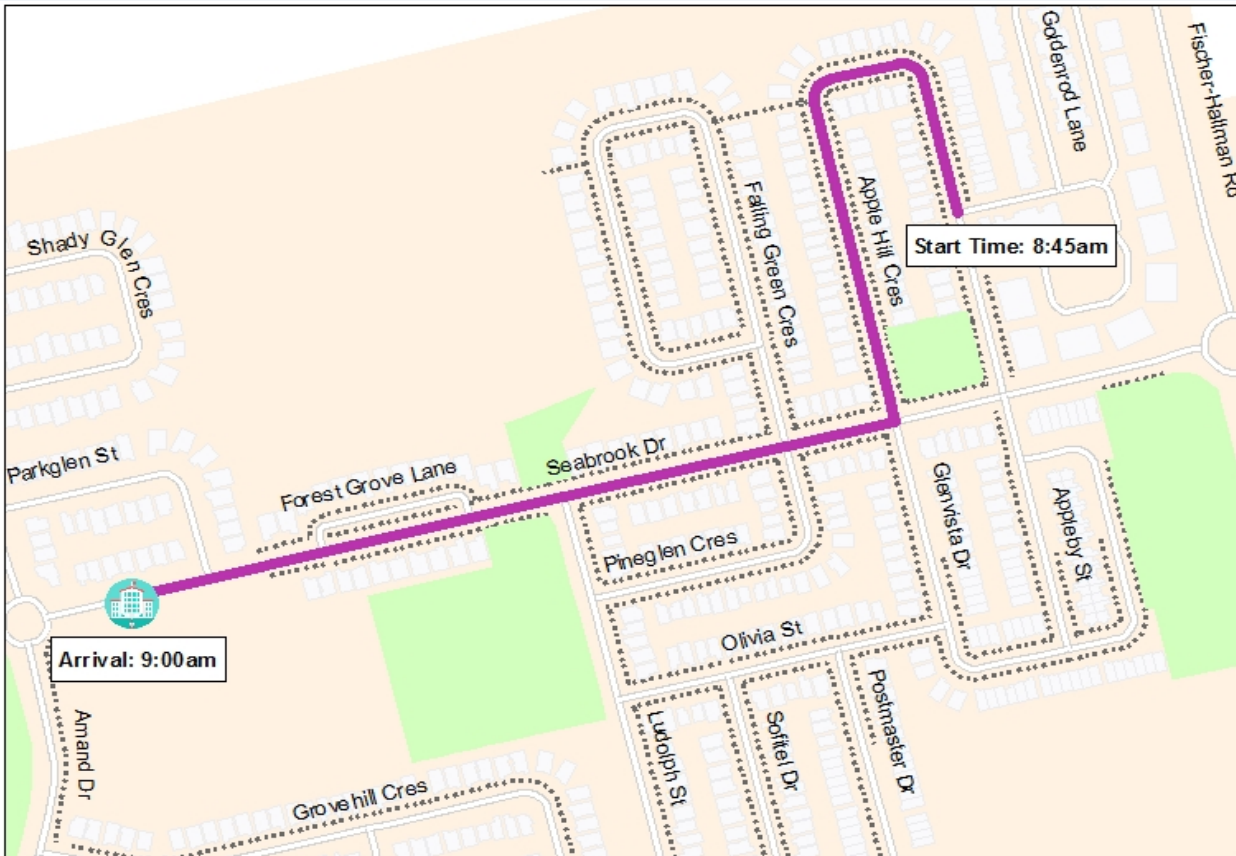 Goldenrod Lane
Fischer-Hallman Rd
Shady Glen Cres
Falling Green Cres
Apple Hill Cres
Start Time: 8:45am
Parkglen St
Forest Grove Lane
Seabrook Dr
Glenvista Dr
Appleby St
Pineglen Cres
Olivia St
Arrival: 9:00am
Amand Dr
Ludolph St
Sofitel Dr
Postmaster Dr
Grovehill Cres